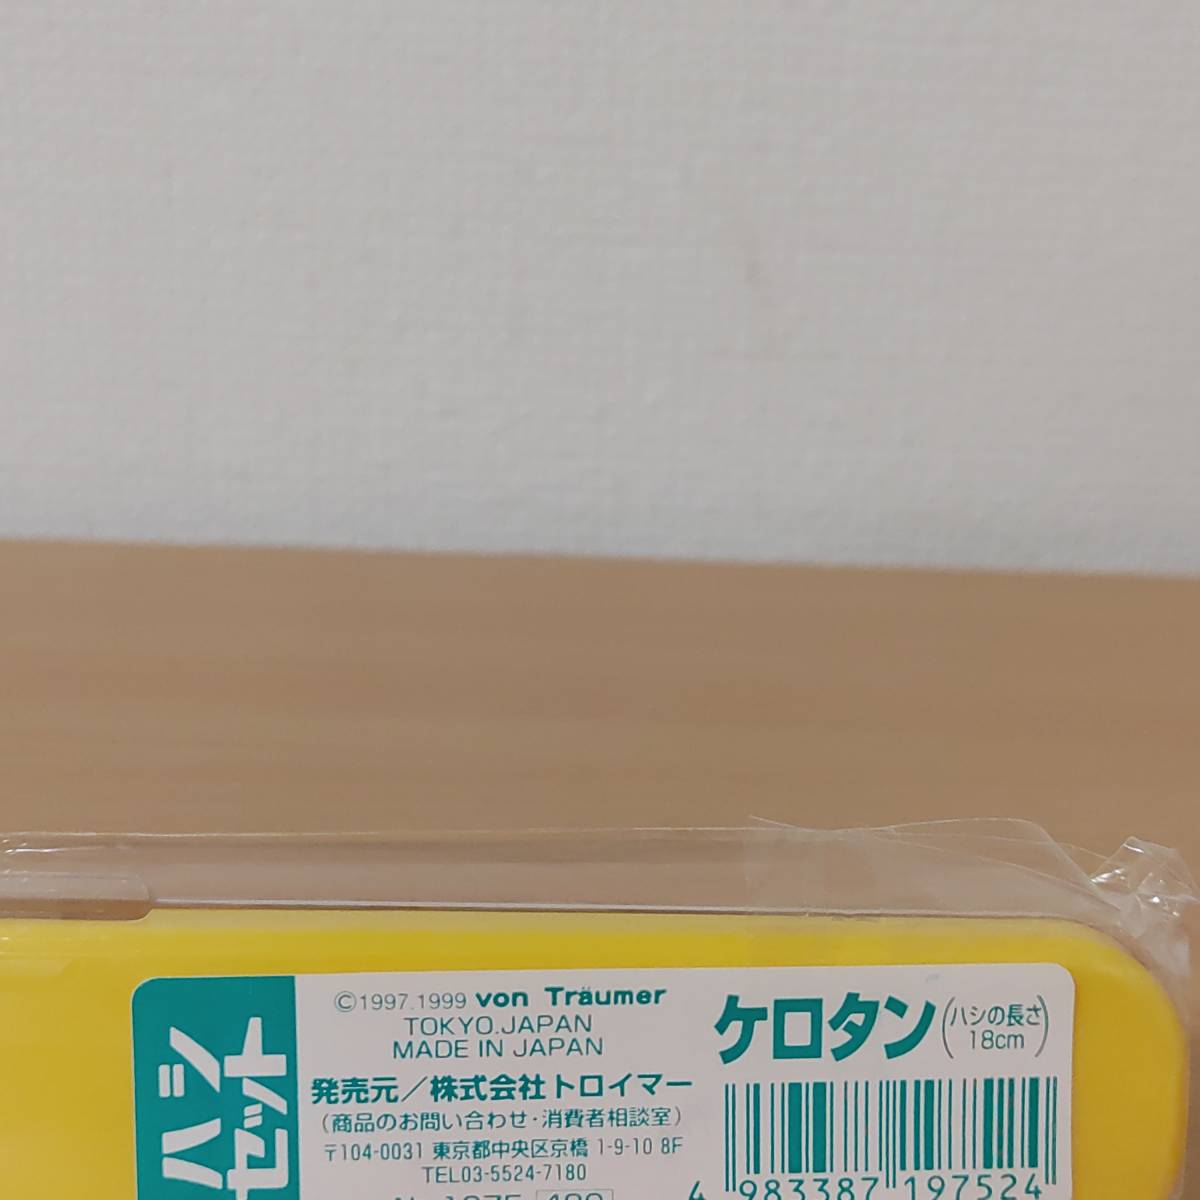 ハシ
セット
©1997.1999 von Träumer
TOKYO.JAPAN
MADE IN JAPAN
発売元／株式会社トロイマー
(商品のお問い合わせ・消費者相談室)
〒104-0031 東京都中央区京橋 1-9-10 8F
TEL03-5524-7180
ケロタン (ハシの長さ 18cm)
4 983387 197524